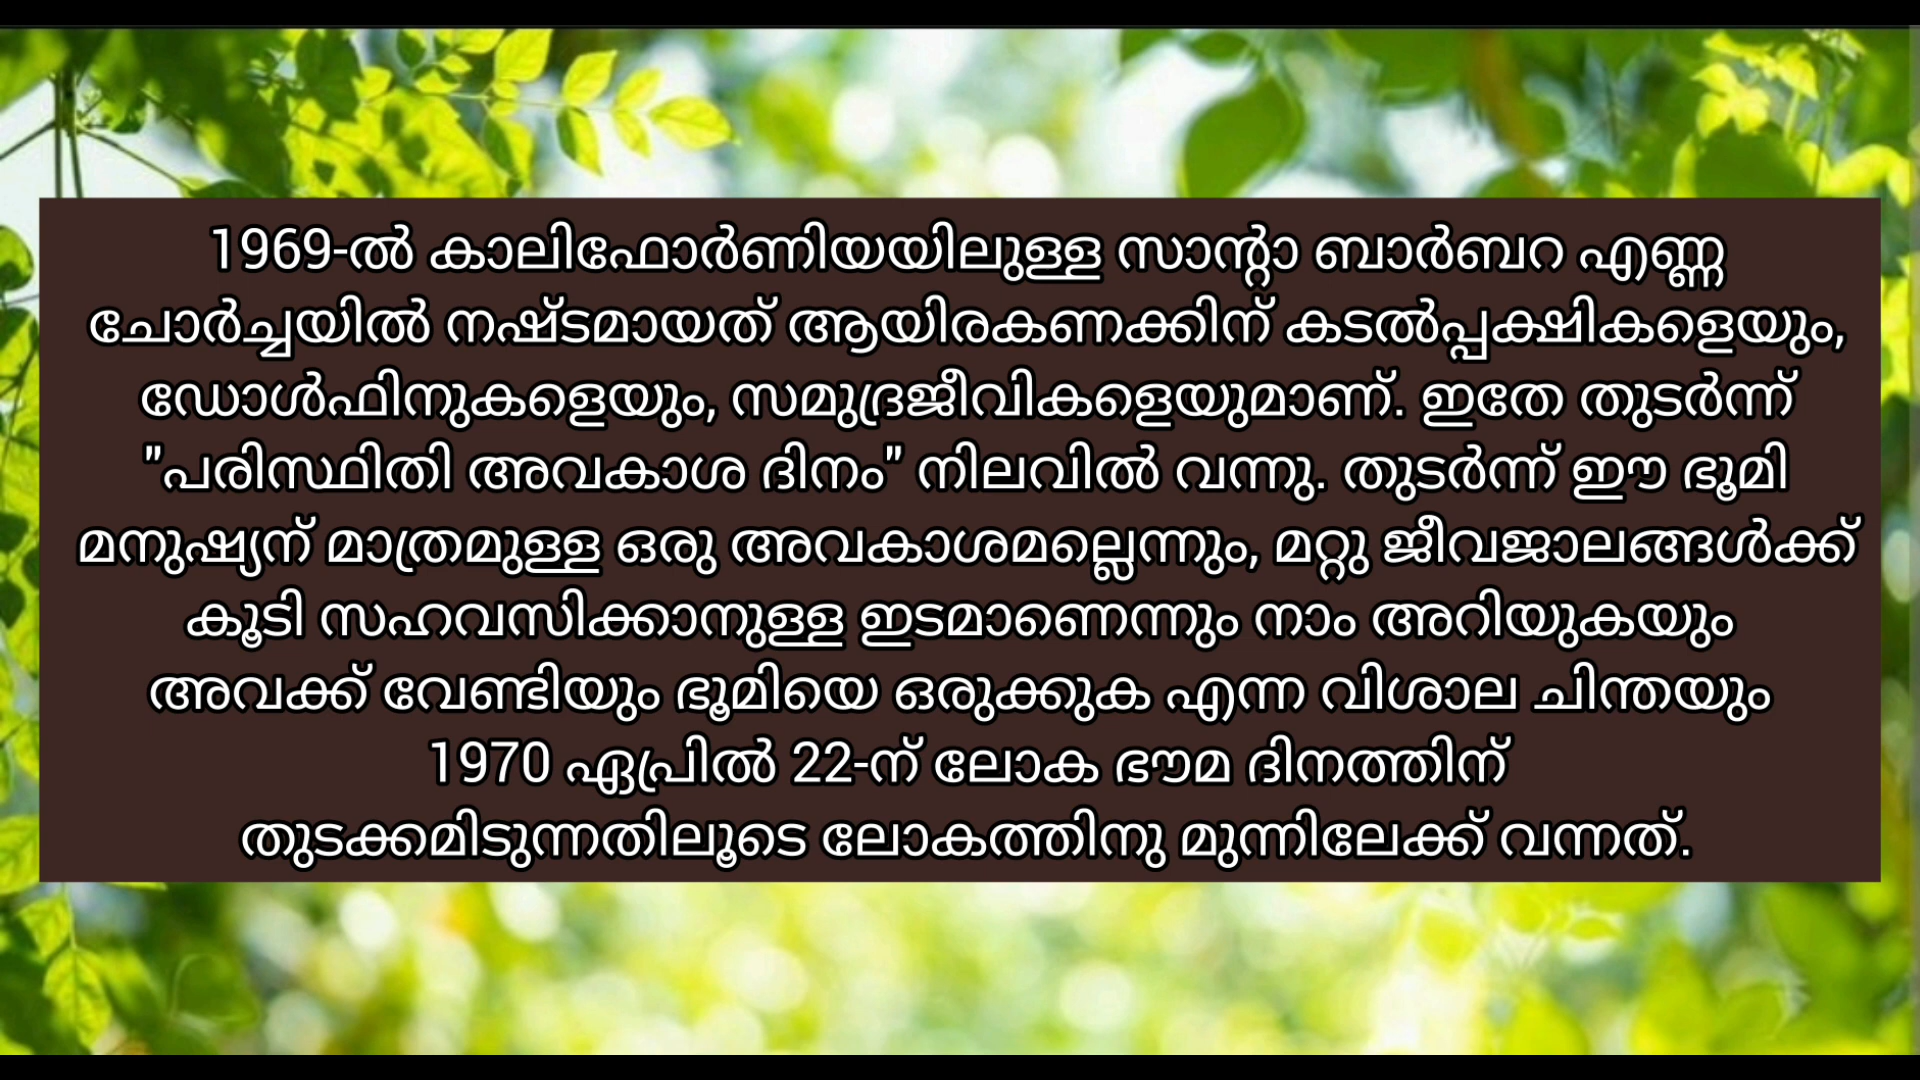 1969-ൽ കാലിഫോർണിയയിലുള്ള സാന്റാ ബാർബറ എണ്ണ
ചോർച്ചയിൽ നഷ്ടമായത് ആയിരകണക്കിന് കടൽപ്പക്ഷികളെയും,
ഡോൾഫിനുകളെയും, സമുദ്രജീവികളെയുമാണ്. ഇതേ തുടർന്ന്
"പരിസ്ഥിതി അവകാശ ദിനം" നിലവിൽ വന്നു. തുടർന്ന് ഈ ഭൂമി
മനുഷ്യന് മാത്രമുള്ള ഒരു അവകാശമല്ലെന്നും, മറ്റു ജീവജാലങ്ങൾക്ക്
കൂടി സഹവസിക്കാനുള്ള ഇടമാണെന്നും നാം അറിയുകയും
അവക്ക് വേണ്ടിയും ഭൂമിയെ ഒരുക്കുക എന്ന വിശാല ചിന്തയും
1970 ഏപ്രിൽ 22-ന് ലോക ഭൗമ ദിനത്തിന്
തുടക്കമിടുന്നതിലൂടെ ലോകത്തിനു മുന്നിലേക്ക് വന്നത്.